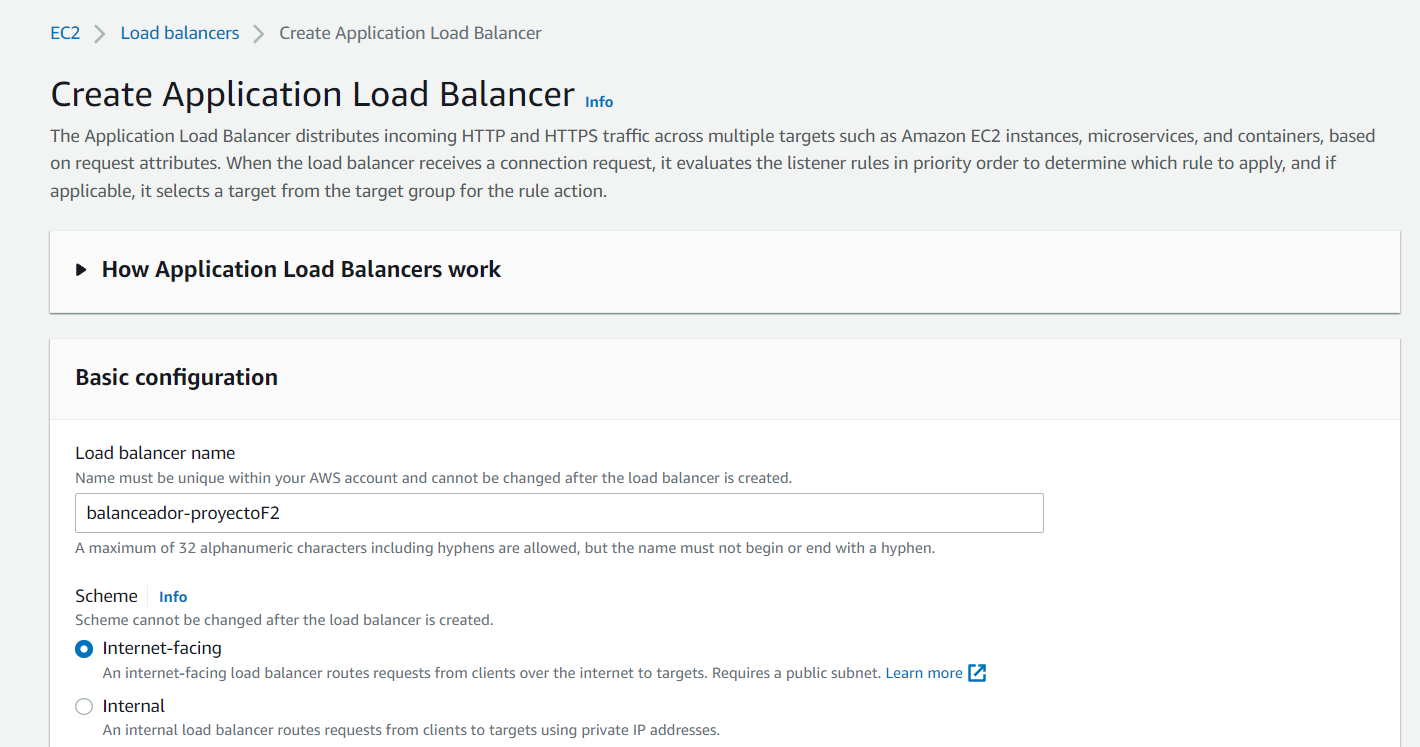 EC2 > Load balancers > Create Application Load Balancer
Create Application Load Balancer Info
The Application Load Balancer distributes incoming HTTP and HTTPS traffic across multiple targets such as Amazon EC2 instances, microservices, and containers, based
on request attributes. When the load balancer receives a connection request, it evaluates the listener rules in priority order to determine which rule to apply, and if
applicable, it selects a target from the target group for the rule action.
How Application Load Balancers work
Basic configuration
Load balancer name
Name must be unique within your AWS account and cannot be changed after the load balancer is created.
balanceador-proyectoF2
A maximum of 32 alphanumeric characters including hyphens are allowed, but the name must not begin or end with a hyphen.
Scheme Info
Scheme cannot be changed after the load balancer is created.
Internet-facing
An internet-facing load balancer routes requests from clients over the internet to targets. Requires a public subnet. Learn more
Internal
An internal load balancer routes requests from clients to targets using private IP addresses.